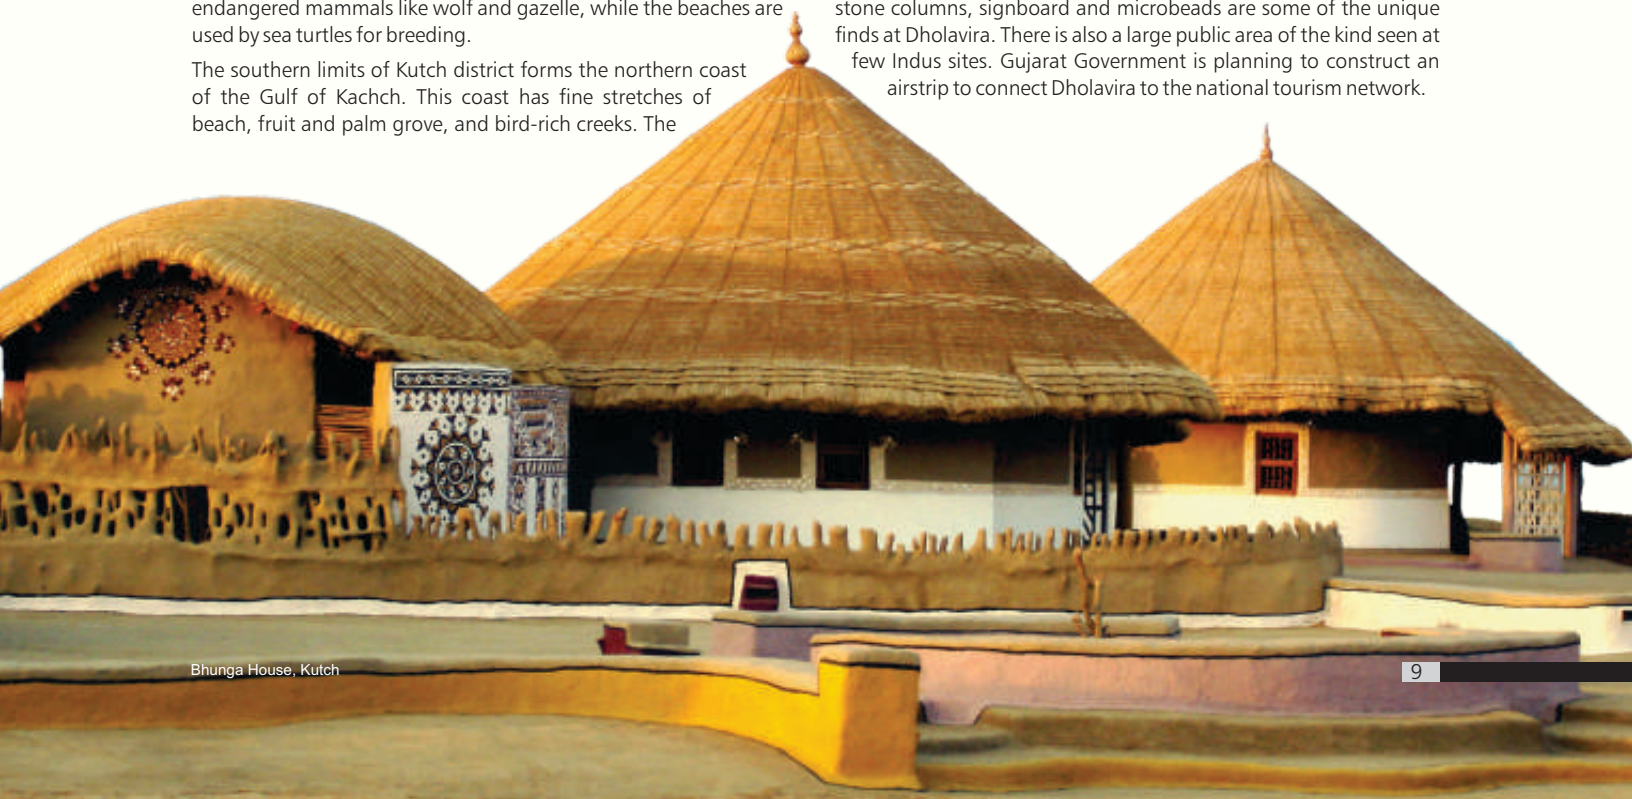 endangered mammals like wolf and gazelle, while the beaches are
used by sea turtles for breeding.
The southern limits of Kutch district forms the northern coast
of the Gulf of Kachch. This coast has fine stretches of
beach, fruit and palm grove, and bird-rich creeks. The
stone columns, signboard and microbeads are some of the unique
finds at Dholavira. There is also a large public area of the kind seen at
few Indus sites. Gujarat Government is planning to construct an
airstrip to connect Dholavira to the national tourism network.
Bhunga House, Kutch
9